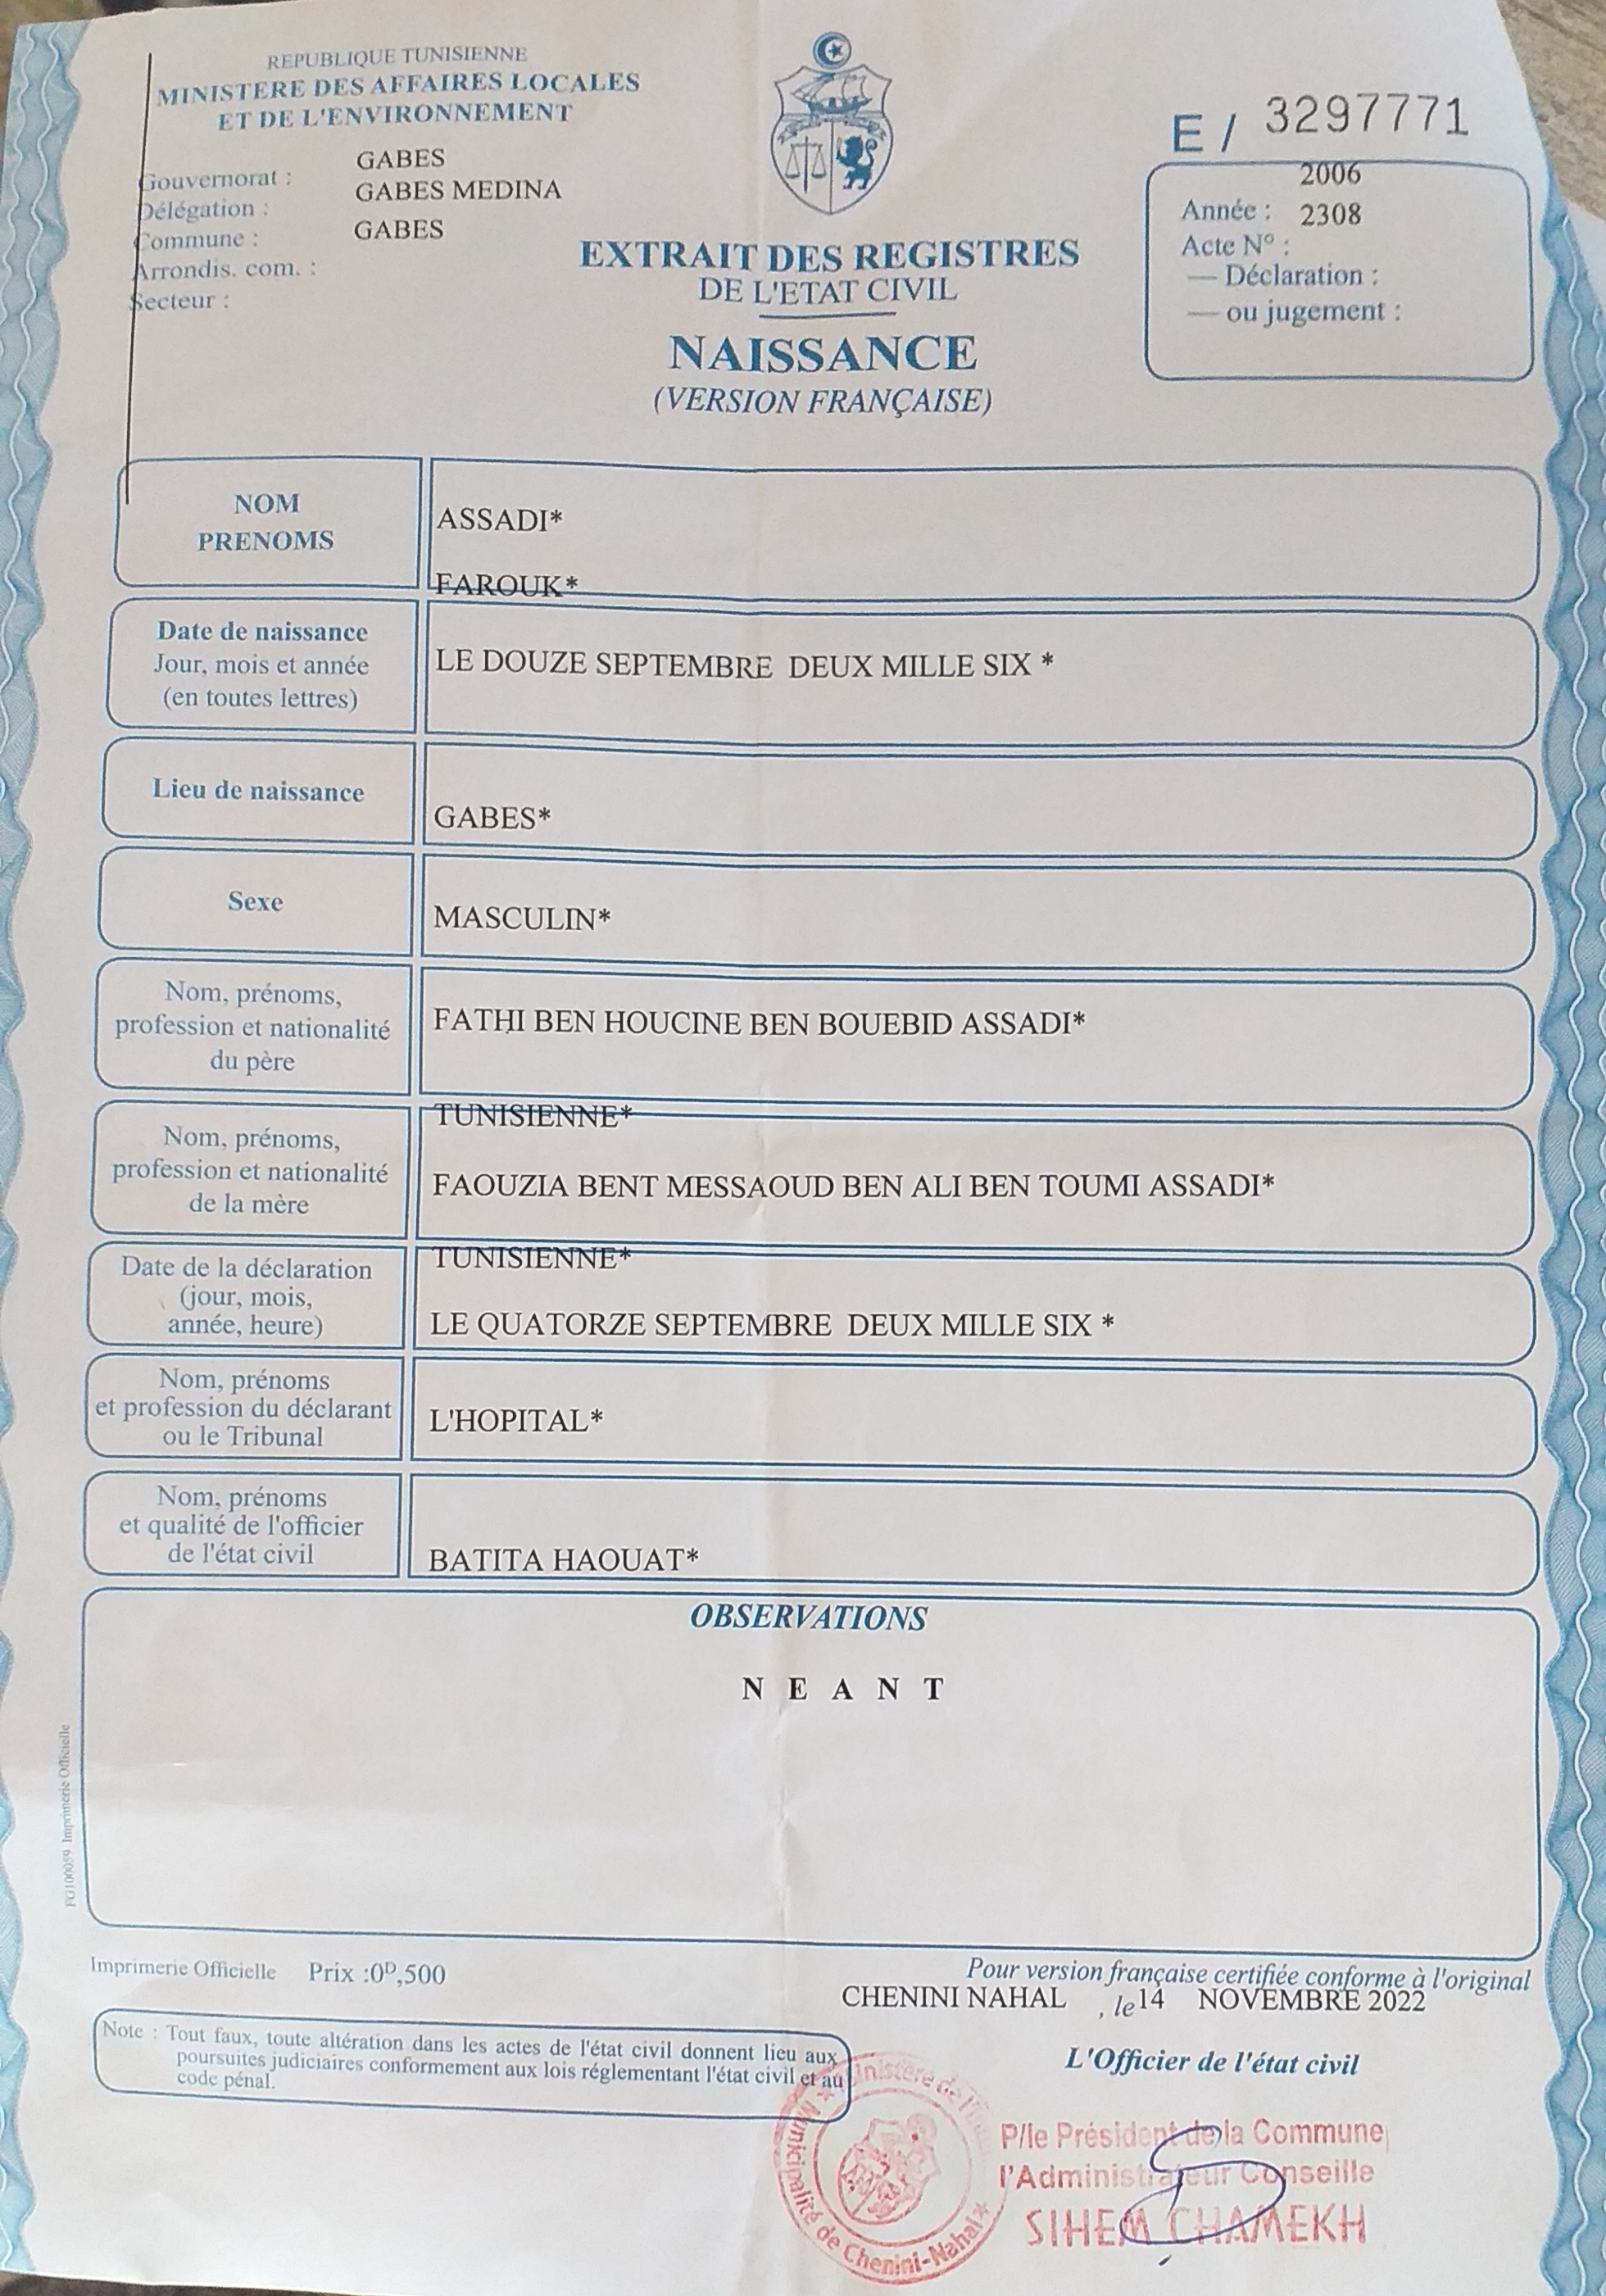 REPUBLIQUE TUNISIENNE
MINISTERE DES AFFAIRES LOCALES
ET DE L'ENVIRONNEMENT
Gouvernorat : GABES
Délégation : GABES MEDINA
Commune : GABES
Arrondis. com. :
Secteur :
E / 3297771
2006
Année : 2308
Acte N° :
— Déclaration :
— ou jugement :
EXTRAIT DES REGISTRES
DE L'ETAT CIVIL
NAISSANCE
(VERSION FRANÇAISE)
NOM
PRENOMS
ASSADI*
FAROUK*
Date de naissance
Jour, mois et année
(en toutes lettres)
LE DOUZE SEPTEMBRE DEUX MILLE SIX *
Lieu de naissance
GABES*
Sexe
MASCULIN*
Nom, prénoms,
profession et nationalité
du père
FATHI BEN HOUCINE BEN BOUEBID ASSADI*
TUNISIENNE*
Nom, prénoms,
profession et nationalité
de la mère
FAOUZIA BENT MESSAOUD BEN ALI BEN TOUMI ASSADI*
TUNISIENNE*
Date de la déclaration
(jour, mois,
année, heure)
LE QUATORZE SEPTEMBRE DEUX MILLE SIX *
Nom, prénoms
et profession du déclarant
ou le Tribunal
L'HOPITAL*
Nom, prénoms
et qualité de l'officier
de l'état civil
BATITA HAOUAT*
OBSERVATIONS
N E A N T
FG100059 Imprimerie Officielle
Imprimerie Officielle Prix :0ᴰ,500
Pour version française certifiée conforme à l'original
CHENINI NAHAL , le 14 NOVEMBRE 2022
Note : Tout faux, toute altération dans les actes de l'état civil donnent lieu aux
poursuites judiciaires conformement aux lois réglementant l'état civil et au
code pénal.
L'Officier de l'état civil
Ministère de
Municipalité de Chenini-Nahal
P/le Président de la Commune
l'Administrateur Conseille
SIHEM CHAMEKH